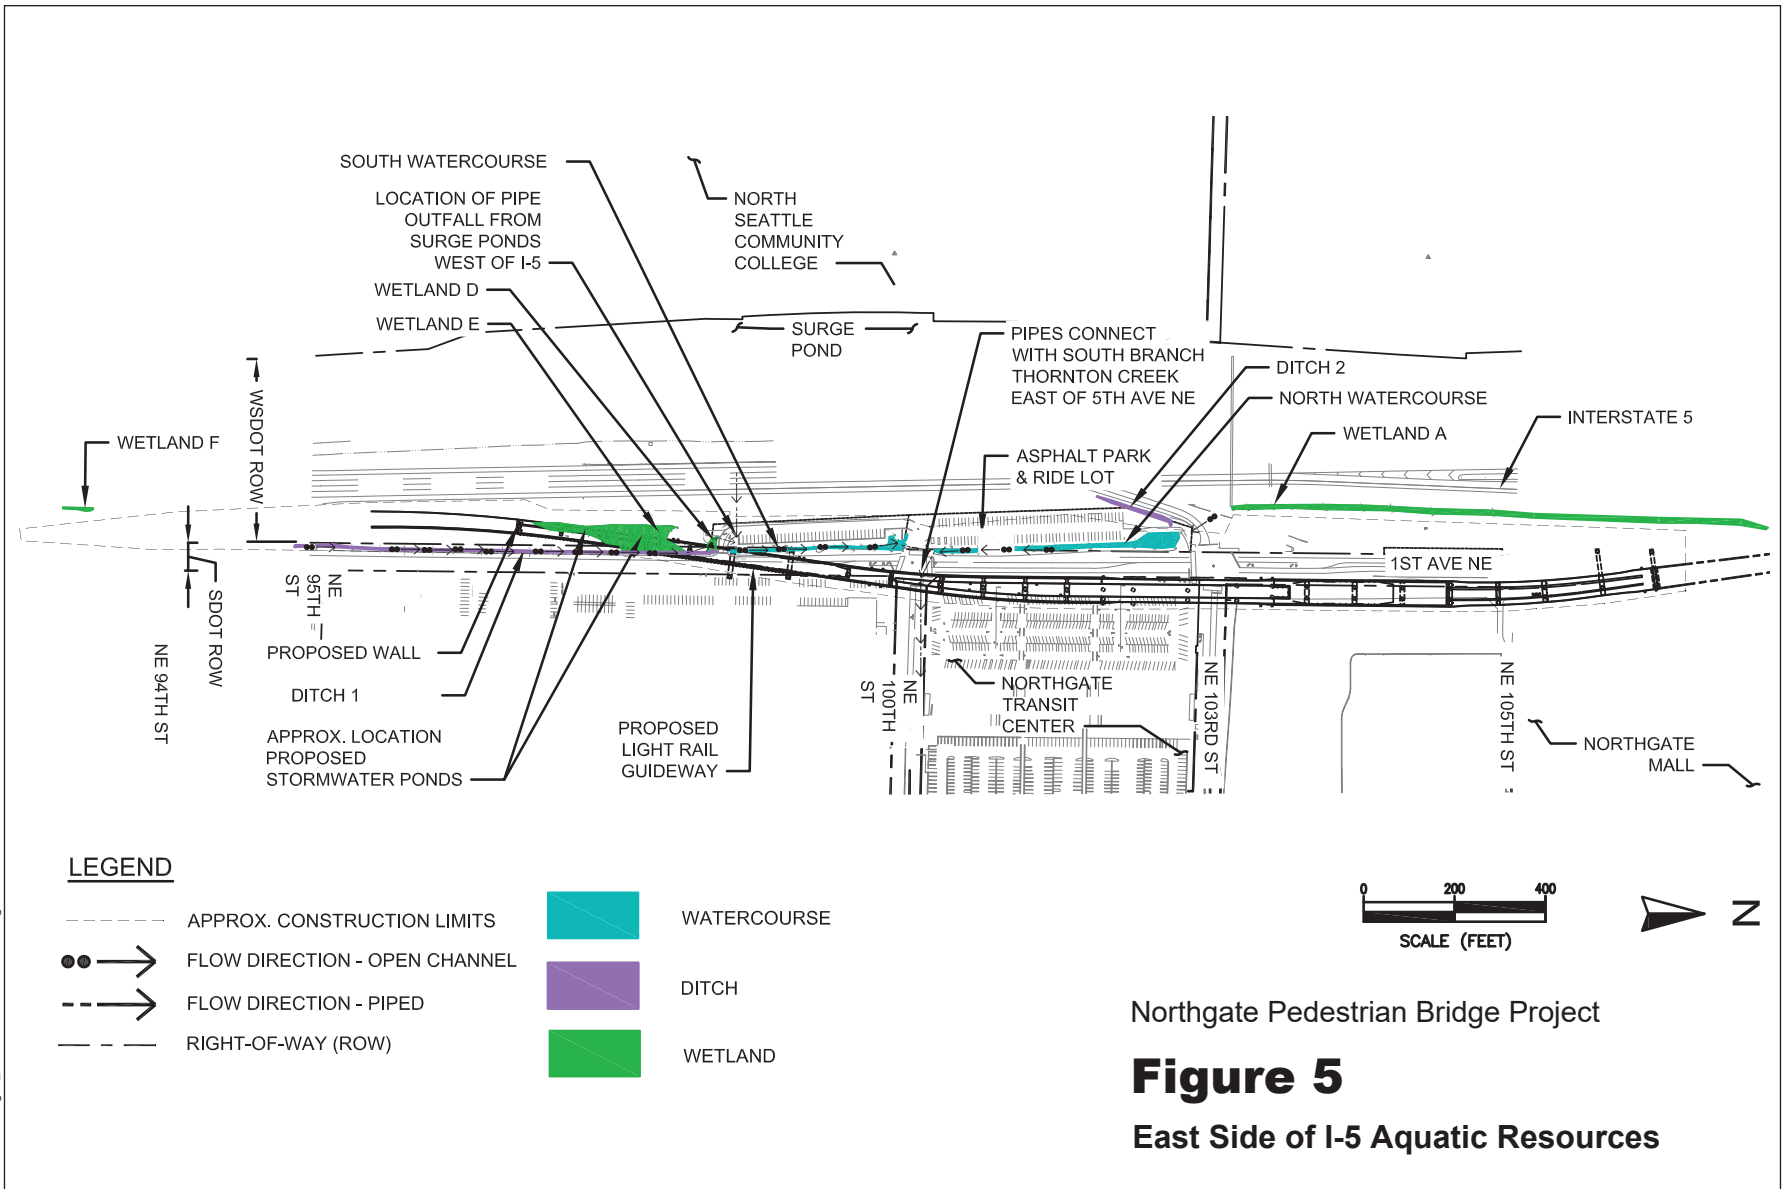 SOUTH WATERCOURSE
LOCATION OF PIPE
OUTFALL FROM
SURGE PONDS
WEST OF I-5
WETLAND D
WETLAND E
NORTH
SEATTLE
COMMUNITY
COLLEGE
SURGE
POND
PIPES CONNECT
WITH SOUTH BRANCH
THORNTON CREEK
EAST OF 5TH AVE NE
DITCH 2
NORTH WATERCOURSE
WETLAND A
INTERSTATE 5
ASPHALT PARK
& RIDE LOT
WETLAND F
WSDOT ROW
SDOT ROW
NE
95TH
ST
NE 94TH ST
PROPOSED WALL
DITCH 1
APPROX. LOCATION
PROPOSED
STORMWATER PONDS
PROPOSED
LIGHT RAIL
GUIDEWAY
NE
100TH
ST
NORTHGATE
TRANSIT
CENTER
NE 103RD ST
1ST AVE NE
NE 105TH ST
NORTHGATE
MALL
LEGEND
APPROX. CONSTRUCTION LIMITS
FLOW DIRECTION - OPEN CHANNEL
FLOW DIRECTION - PIPED
RIGHT-OF-WAY (ROW)
WATERCOURSE
DITCH
WETLAND
0 200 400
SCALE (FEET)
N
Northgate Pedestrian Bridge Project
Figure 5
East Side of I-5 Aquatic Resources